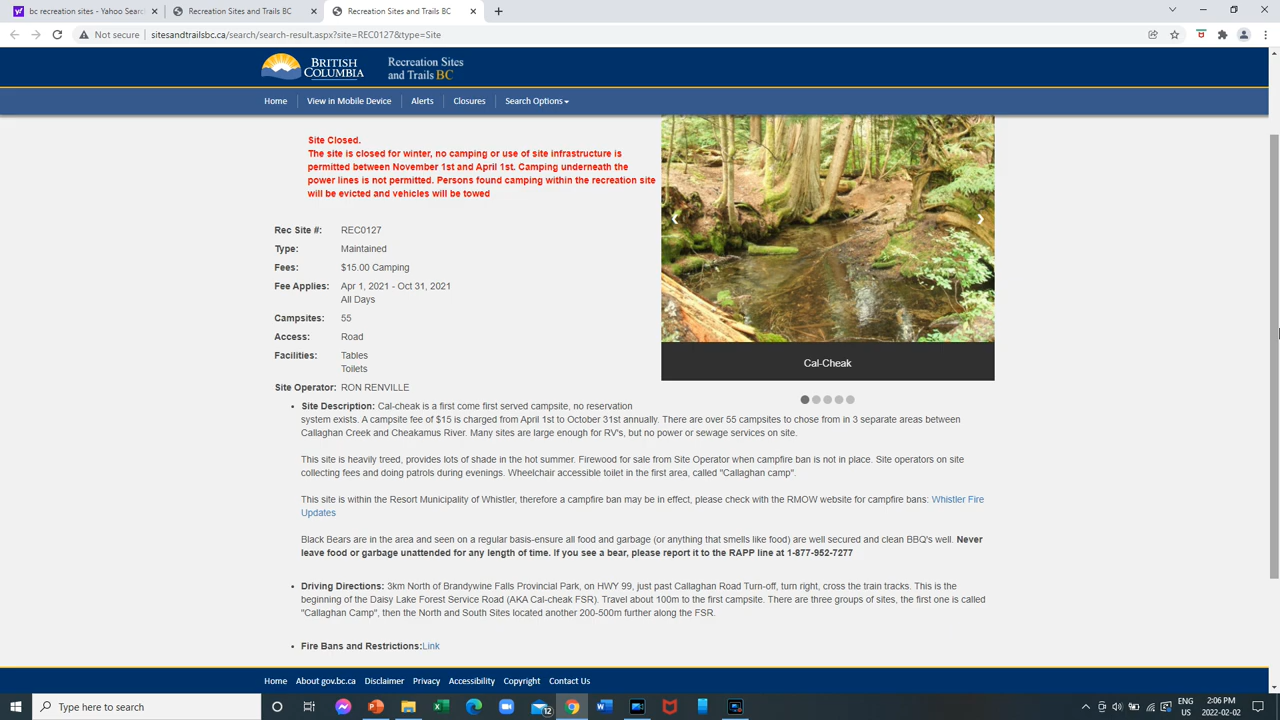 bc recreation sites - Yahoo Searc
Recreation Sites and Trails BC
Recreation Sites and Trails BC
Not secure
sitesandtrailsbc.ca/search/search-result.aspx?site=REC0127&type=Site
BRITISH
COLUMBIA
Recreation Sites
and Trails BC
Home
View in Mobile Device
Alerts
Closures
Search Options
Site Closed.
The site is closed for winter, no camping or use of site infrastructure is
permitted between November 1st and April 1st. Camping underneath the
power lines is not permitted. Persons found camping within the recreation site
will be evicted and vehicles will be towed
Rec Site #: REC0127
Type: Maintained
Fees: $15.00 Camping
Fee Applies: Apr 1, 2021 - Oct 31, 2021
All Days
Campsites: 55
Access: Road
Facilities: Tables
Toilets
Site Operator: RON RENVILLE
Cal-Cheak
• Site Description: Cal-cheak is a first come first served campsite, no reservation
system exists. A campsite fee of $15 is charged from April 1st to October 31st annually. There are over 55 campsites to chose from in 3 separate areas between
Callaghan Creek and Cheakamus River. Many sites are large enough for RV's, but no power or sewage services on site.
This site is heavily treed, provides lots of shade in the hot summer. Firewood for sale from Site Operator when campfire ban is not in place. Site operators on site
collecting fees and doing patrols during evenings. Wheelchair accessible toilet in the first area, called "Callaghan camp".
This site is within the Resort Municipality of Whistler, therefore a campfire ban may be in effect, please check with the RMOW website for campfire bans: Whistler Fire
Updates
Black Bears are in the area and seen on a regular basis-ensure all food and garbage (or anything that smells like food) are well secured and clean BBQ's well. Never
leave food or garbage unattended for any length of time. If you see a bear, please report it to the RAPP line at 1-877-952-7277
• Driving Directions: 3km North of Brandywine Falls Provincial Park, on HWY 99, just past Callaghan Road Turn-off, turn right, cross the train tracks. This is the
beginning of the Daisy Lake Forest Service Road (AKA Cal-cheak FSR). Travel about 100m to the first campsite. There are three groups of sites, the first one is called
"Callaghan Camp", then the North and South Sites located another 200-500m further along the FSR.
• Fire Bans and Restrictions:Link
Home
About gov.bc.ca
Disclaimer
Privacy
Accessibility
Copyright
Contact Us
Type here to search
12
ENG
US
2:06 PM
2022-02-02